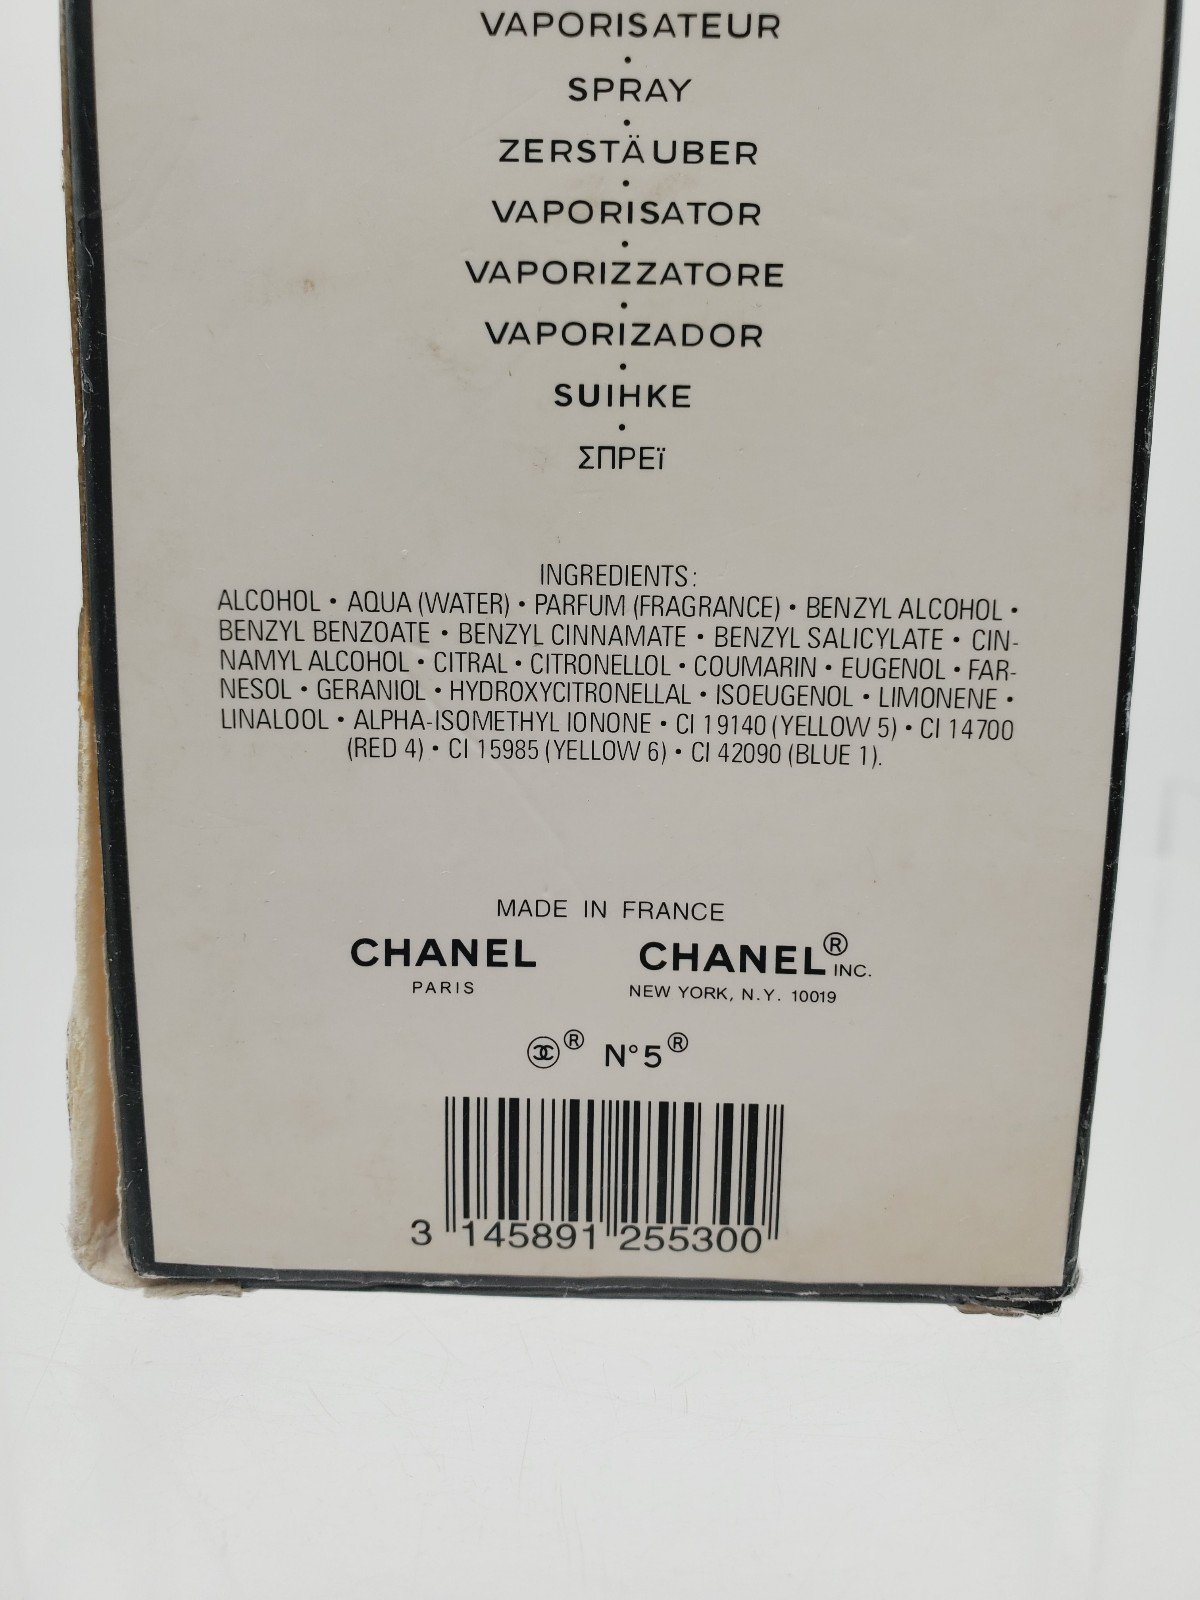 VAPORISATEUR
•
SPRAY
•
ZERSTÄUBER
•
VAPORISATOR
•
VAPORIZZATORE
•
VAPORIZADOR
•
SUIHKE
•
ΣΠΡΕϊ
INGREDIENTS:
ALCOHOL • AQUA (WATER) • PARFUM (FRAGRANCE) • BENZYL ALCOHOL •
BENZYL BENZOATE • BENZYL CINNAMATE • BENZYL SALICYLATE • CIN-
NAMYL ALCOHOL • CITRAL • CITRONELLOL • COUMARIN • EUGENOL • FAR-
NESOL • GERANIOL • HYDROXYCITRONELLAL • ISOEUGENOL • LIMONENE •
LINALOOL • ALPHA-ISOMETHYL IONONE • CI 19140 (YELLOW 5) • CI 14700
(RED 4) • CI 15985 (YELLOW 6) • CI 42090 (BLUE 1).
MADE IN FRANCE
CHANEL CHANEL® INC.
PARIS NEW YORK, N.Y. 10019
® N°5®
3 145891 255300